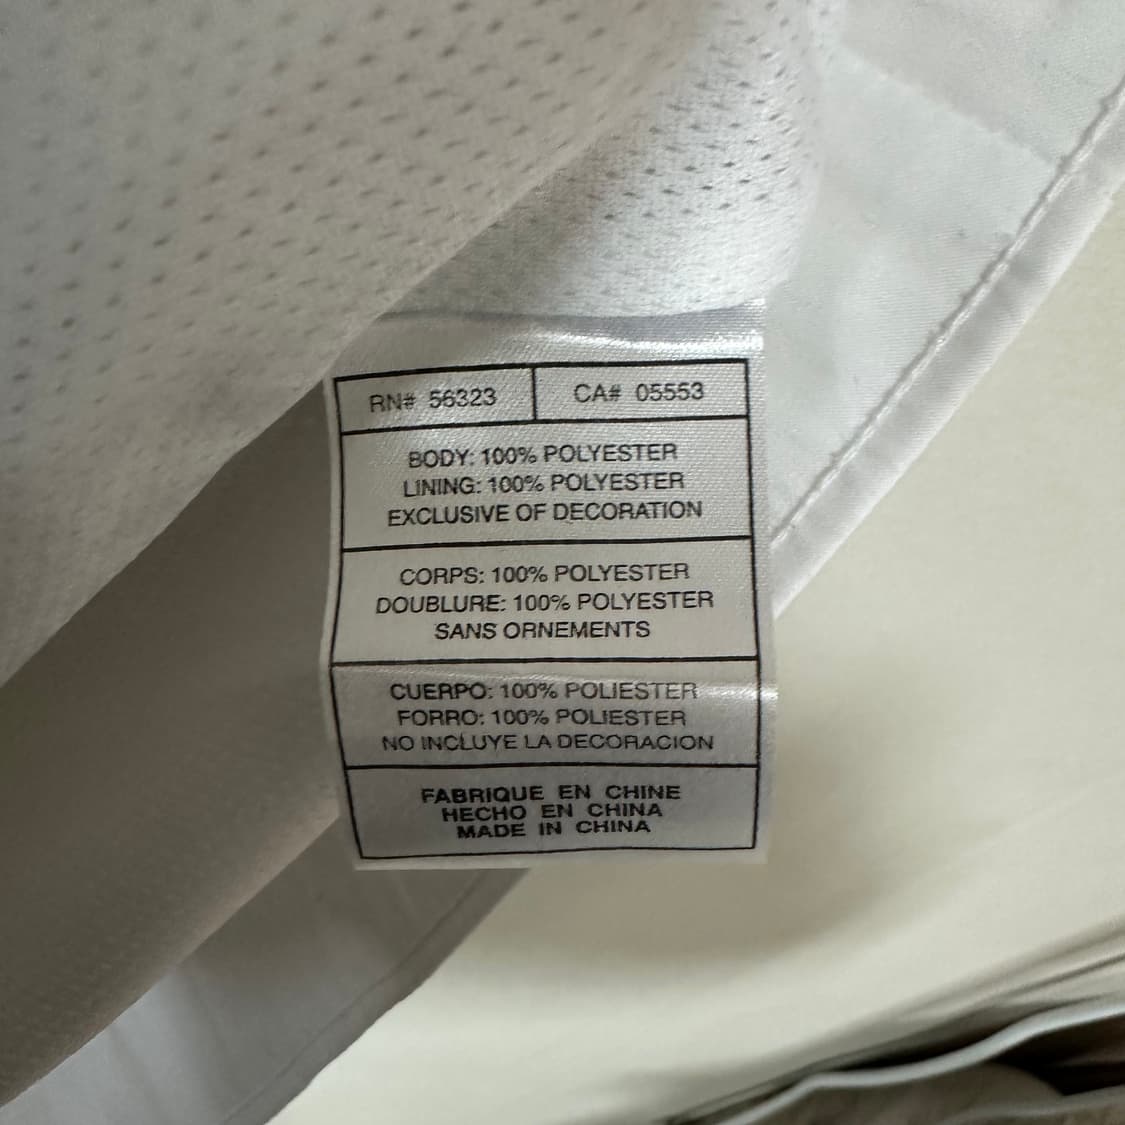 RN# 56323 CA# 05553
BODY: 100% POLYESTER
LINING: 100% POLYESTER
EXCLUSIVE OF DECORATION
CORPS: 100% POLYESTER
DOUBLURE: 100% POLYESTER
SANS ORNEMENTS
CUERPO: 100% POLIESTER
FORRO: 100% POLIESTER
NO INCLUYE LA DECORACION
FABRIQUE EN CHINE
HECHO EN CHINA
MADE IN CHINA